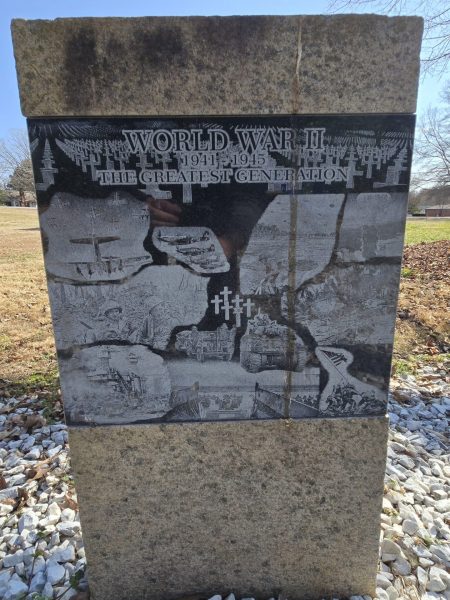 WORLD WAR II
1941-1945
THE GREATEST GENERATION